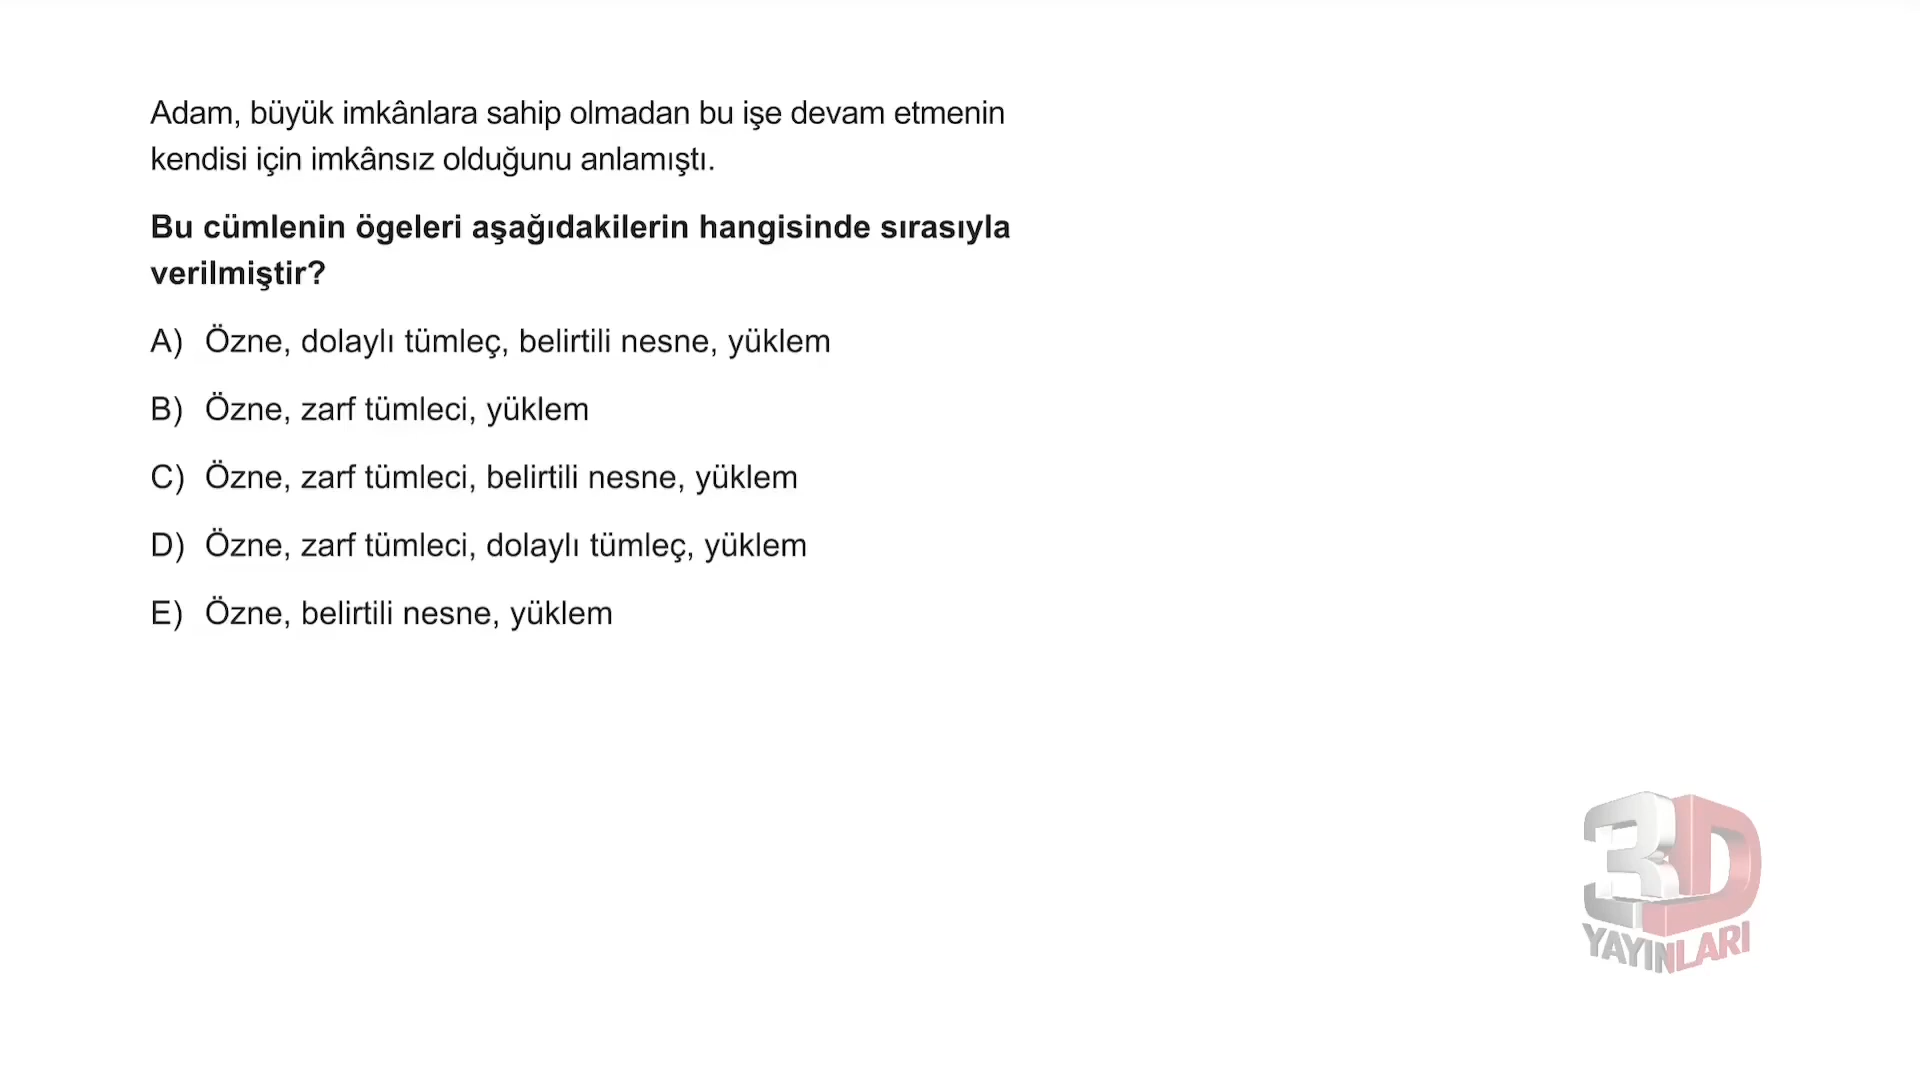 Adam, büyük imkânlara sahip olmadan bu işe devam etmenin
kendisi için imkânsız olduğunu anlamıştı.
Bu cümlenin ögeleri aşağıdakilerin hangisinde sırasıyla
verilmiştir?
A) Özne, dolaylı tümleç, belirtili nesne, yüklem
B) Özne, zarf tümleci, yüklem
C) Özne, zarf tümleci, belirtili nesne, yüklem
D) Özne, zarf tümleci, dolaylı tümleç, yüklem
E) Özne, belirtili nesne, yüklem
3D
YAYINLARI